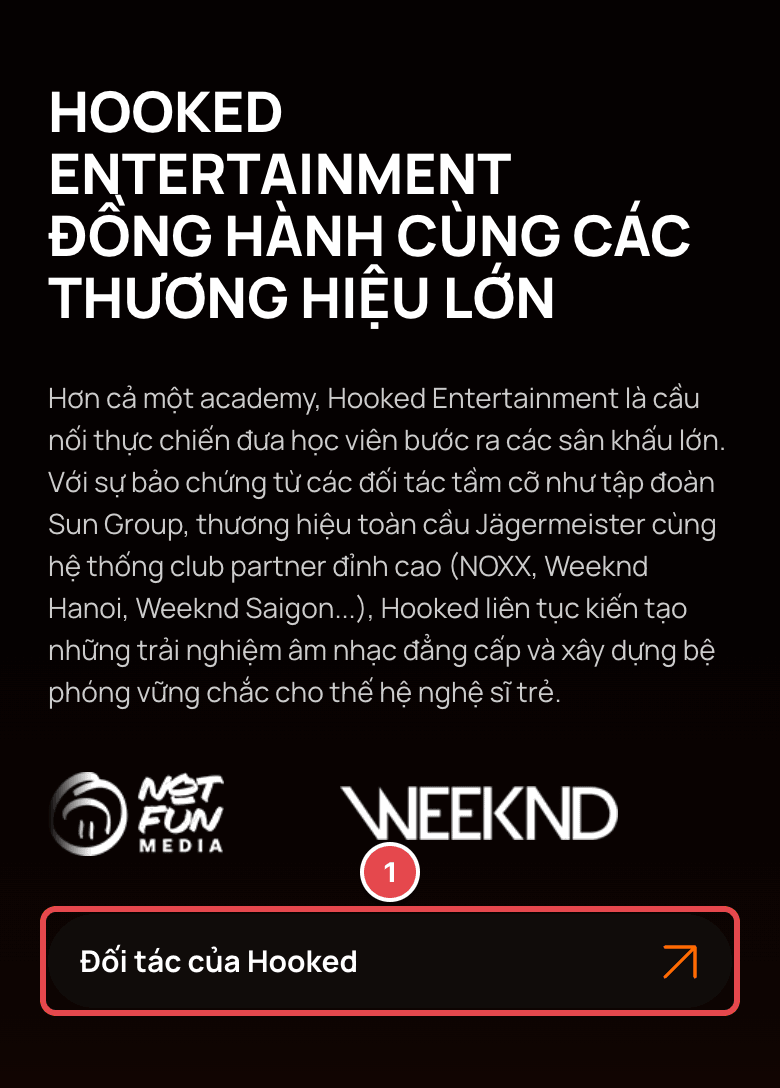 HOOKED
ENTERTAINMENT
ĐỒNG HÀNH CÙNG CÁC
THƯƠNG HIỆU LỚN
Hơn cả một academy, Hooked Entertainment là cầu
nối thực chiến đưa học viên bước ra các sân khấu lớn.
Với sự bảo chứng từ các đối tác tầm cỡ như tập đoàn
Sun Group, thương hiệu toàn cầu Jägermeister cùng
hệ thống club partner đỉnh cao (NOXX, Weeknd
Hanoi, Weeknd Saigon...), Hooked liên tục kiến tạo
những trải nghiệm âm nhạc đẳng cấp và xây dựng bệ
phóng vững chắc cho thế hệ nghệ sĩ trẻ.
NØT
FUN
MEDIA
WEEKND
1
Đối tác của Hooked